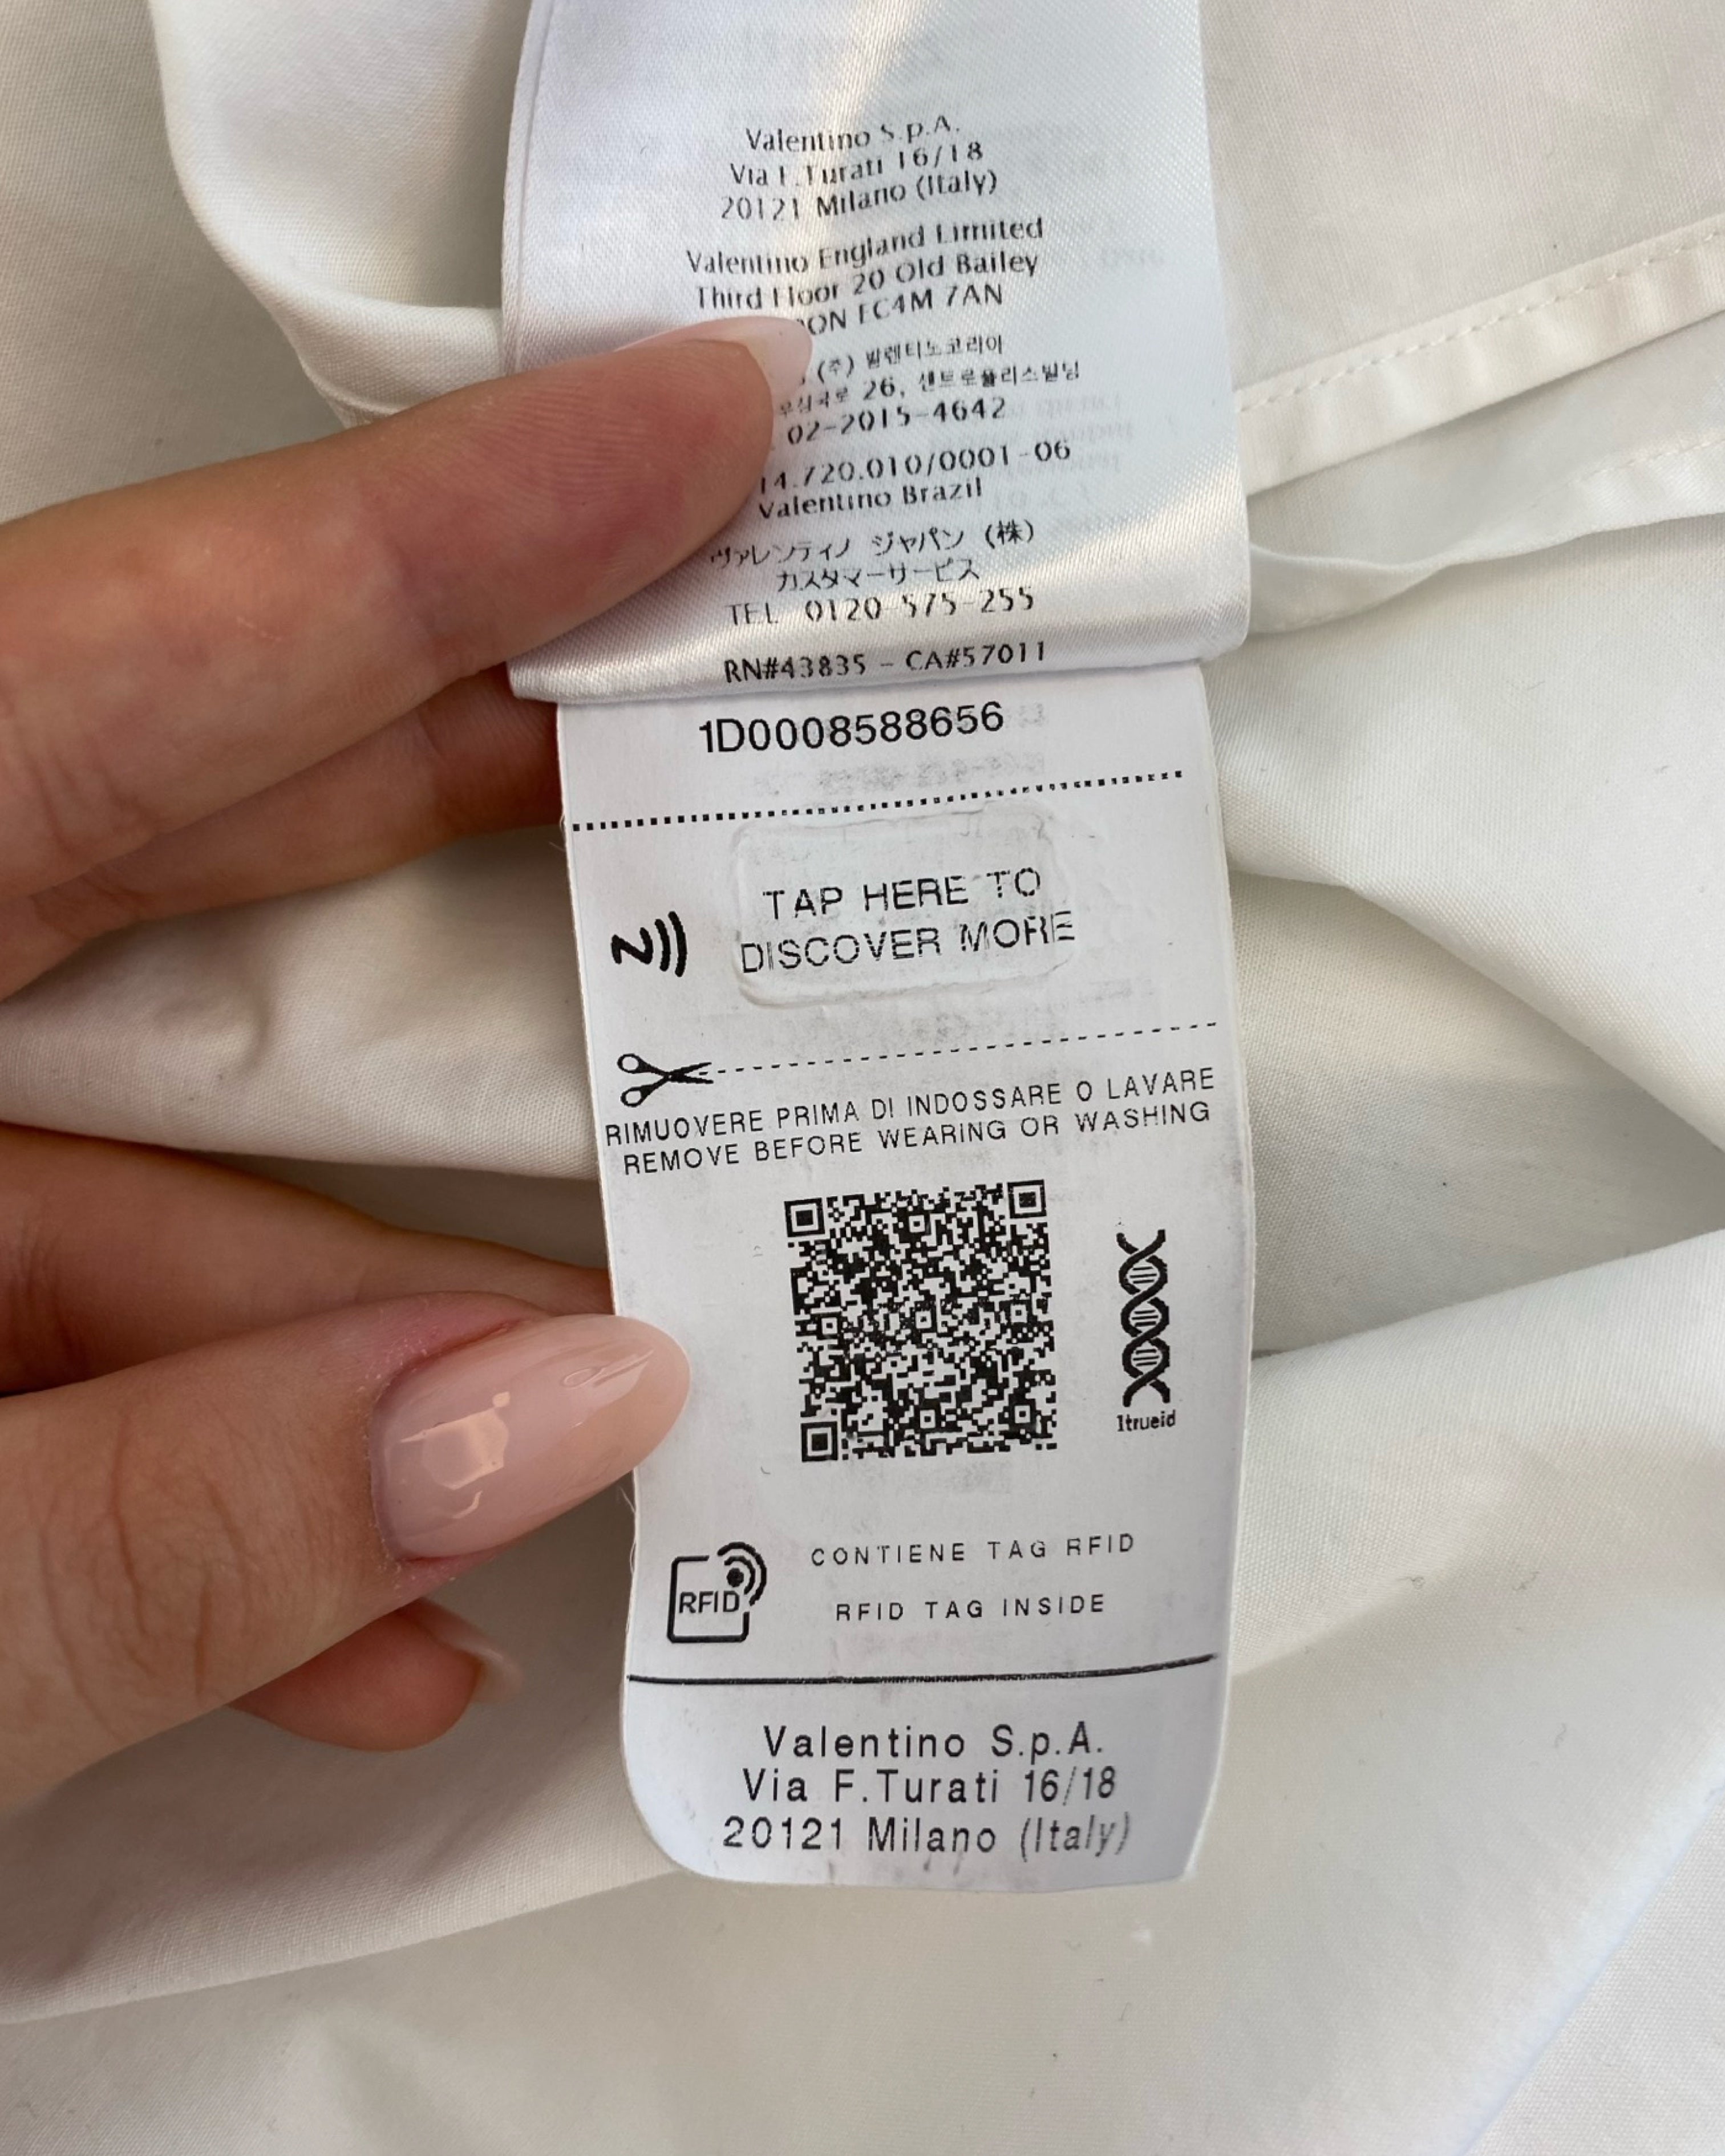 Valentino S.p.A.
Via F.Turati 16/18
20121 Milano (Italy)
Valentino England Limited
Third Floor 20 Old Bailey
EC4M 7AN
(주) 발렌티노코리아
26, 센트로폴리스빌딩
02-2015-4642
14.720.010/0001-06
Valentino Brazil
ヴァレンティノ ジャパン (株)
カスタマーサービス
TEL 0120-575-255
RN#43835 - CA#57011
1D0008588656
TAP HERE TO
DISCOVER MORE
RIMUOVERE PRIMA DI INDOSSARE O LAVARE
REMOVE BEFORE WEARING OR WASHING
1trueid
RFID
CONTIENE TAG RFID
RFID TAG INSIDE
Valentino S.p.A.
Via F.Turati 16/18
20121 Milano (Italy)